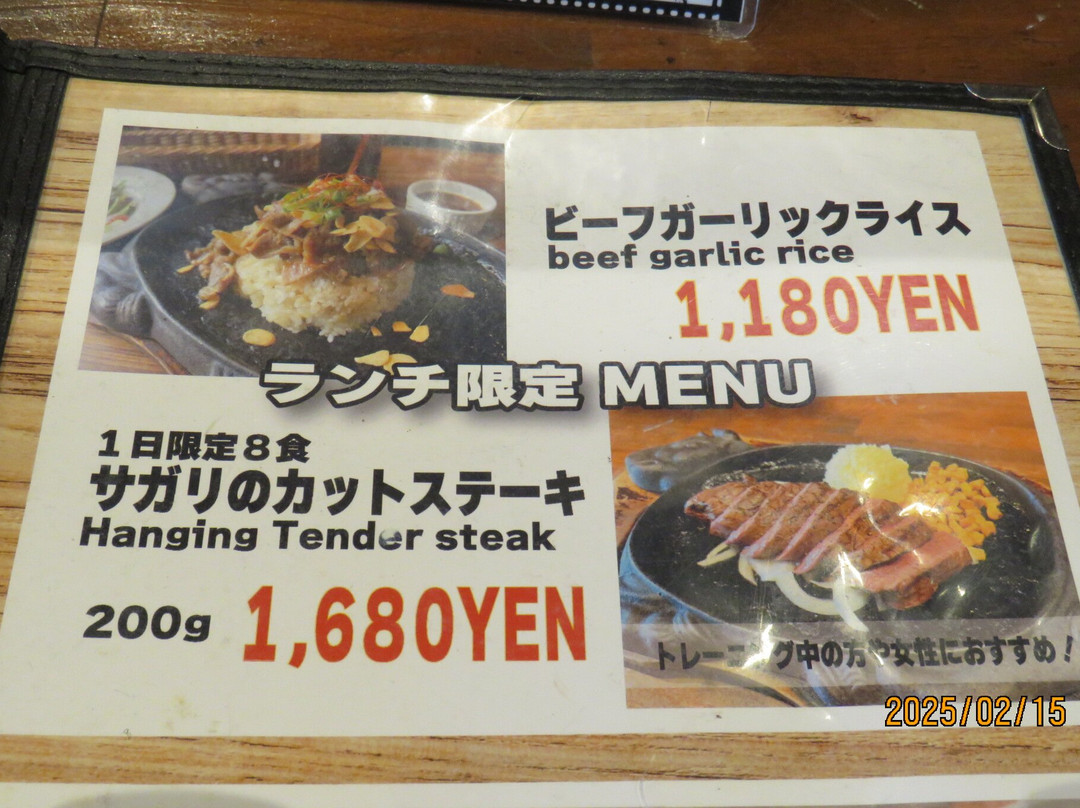 ビーフガーリックライス
beef garlic rice
1,180YEN
ランチ限定 MENU
1日限定8食
サガリのカットステーキ
Hanging Tender steak
200g 1,680YEN
トレーニング中の方や女性におすすめ！
2025/02/15